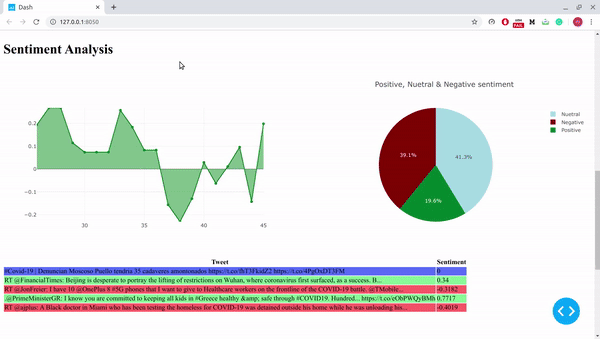 Dash
127.0.0.1:8050
Sentiment Analysis
Positive, Nuetral & Negative sentiment
Nuetral
Negative
Positive
0.2
0.1
0
−0.1
−0.2
30
35
40
45
39.1%
41.3%
19.6%
Tweet Sentiment
#Covid-19 | Denuncian Moscoso Puello tendría 35 cadáveres amontonados https://t.co/fhT3FkidZ2 https://t.co/4PgOxDT3FM 0
RT @FinancialTimes: Beijing is desperate to portray the lifting of restrictions on Wuhan, where coronavirus first surfaced, as a success. B... 0.34
RT @JonFreier: I have 10 @OnePlus 8 #5G phones that I want to give to Healthcare workers on the frontline of the COVID-19 battle. @TMobile... -0.3182
.@PrimeMinisterGR: I know you are committed to keeping all kids in #Greece healthy &amp; safe through #COVID19. Hundred... https://t.co/eObPWQyBMh 0.7717
RT @ajplus: A Black doctor in Miami who has been testing the homeless for COVID-19 was detained outside his home while he was unloading his... -0.4019